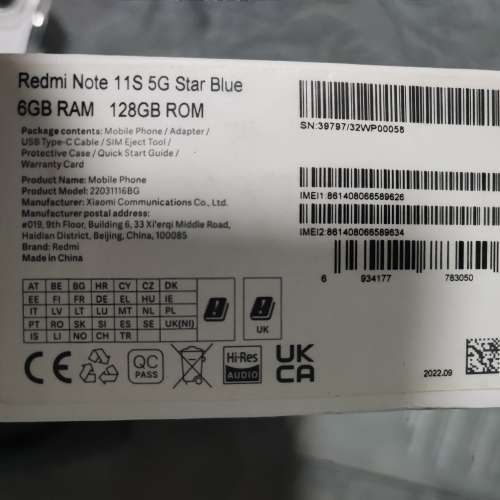 Redmi Note 11S 5G Star Blue
6GB RAM 128GB ROM
Package contents: Mobile Phone / Adapter /
USB Type-C Cable / SIM Eject Tool /
Protective Case / Quick Start Guide /
Warranty Card
Product Name: Mobile Phone
Product Model: 22031116BG
Manufacturer: Xiaomi Communications Co., Ltd.
Manufacturer postal address:
#019, 9th Floor, Building 6, 33 Xi'erqi Middle Road,
Haidian District, Beijing, China, 100085
Brand: Redmi
Made in China
SN:39797/32WP00058
IMEI1:861408066589626
IMEI2:861408066589634
6 934177 783050
AT BE BG HR CY CZ DK
EE FI FR DE EL HU IE
IT LV LT LU MT NL PL
PT RO SK SI ES SE UK(NI)
IS LI NO CH TR
UK
CE
QC PASS
Hi-Res
AUDIO
UK
CA
2022.09